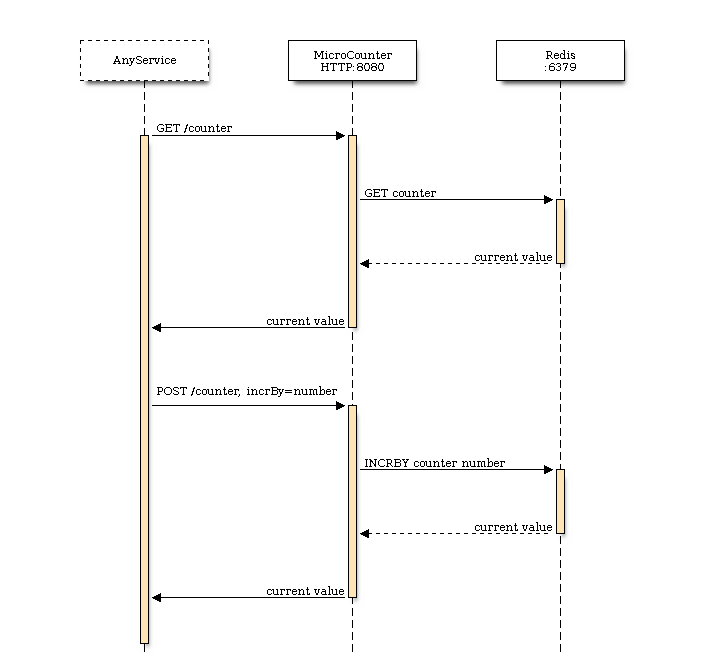 AnyService
MicroCounter
HTTP:8080
Redis
:6379
GET /counter
GET counter
current value
current value
POST /counter, incrBy=number
INCRBY counter number
current value
current value